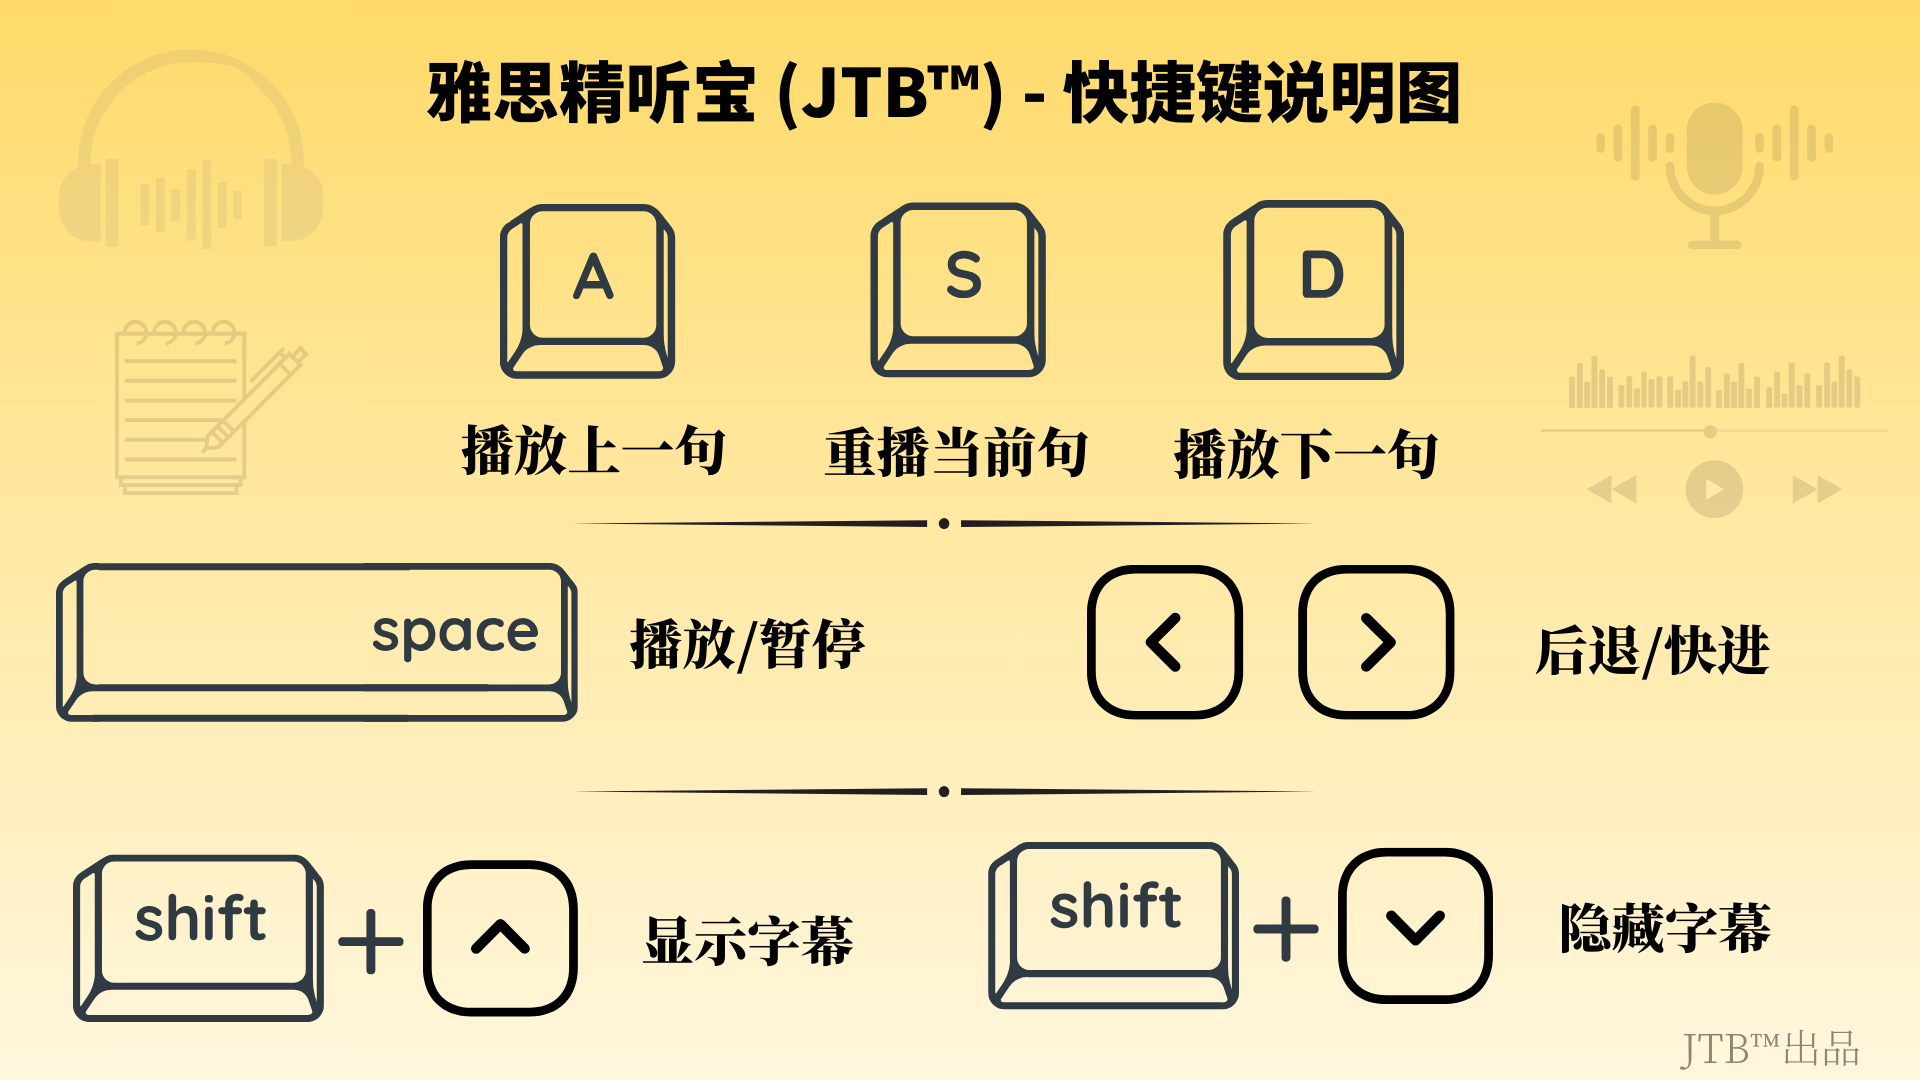 雅思精听宝 (JTB™) - 快捷键说明图
A
S
D
播放上一句
重播当前句
播放下一句
space
播放/暂停
后退/快进
shift
显示字幕
shift
隐藏字幕
JTB™出品